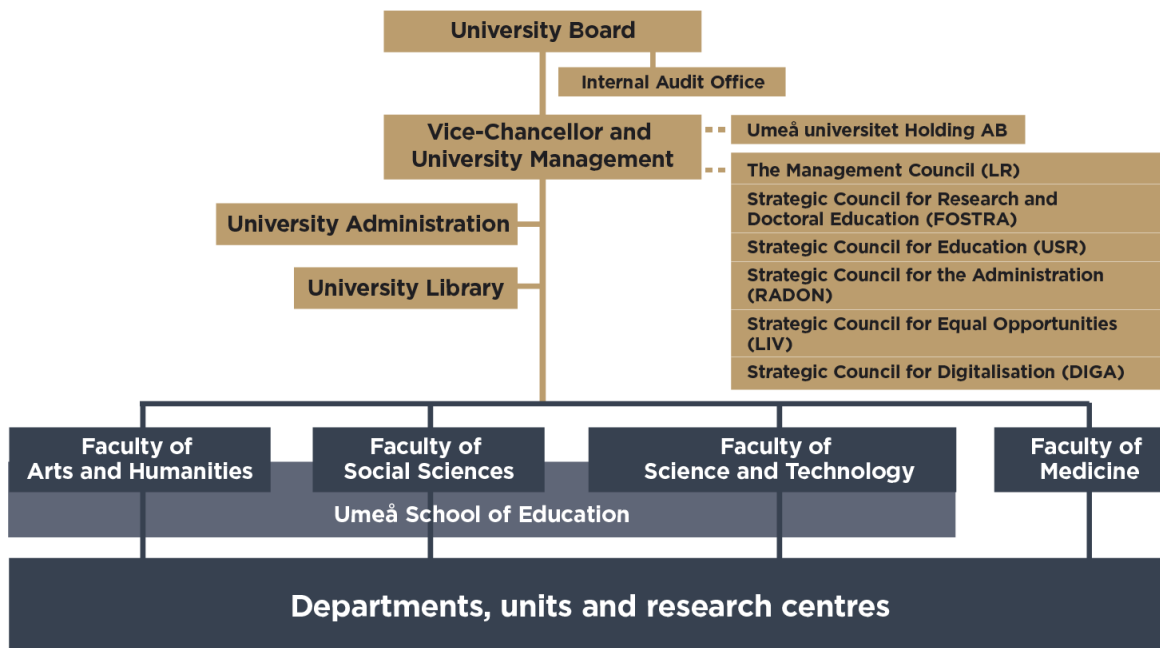 University Board
Internal Audit Office
Vice-Chancellor and
University Management
Umeå universitet Holding AB
The Management Council (LR)
Strategic Council for Research and
Doctoral Education (FOSTRA)
Strategic Council for Education (USR)
Strategic Council for the Administration
(RADON)
Strategic Council for Equal Opportunities
(LIV)
Strategic Council for Digitalisation (DIGA)
University Administration
University Library
Faculty of
Arts and Humanities
Faculty of
Social Sciences
Faculty of
Science and Technology
Faculty of
Medicine
Umeå School of Education
Departments, units and research centres